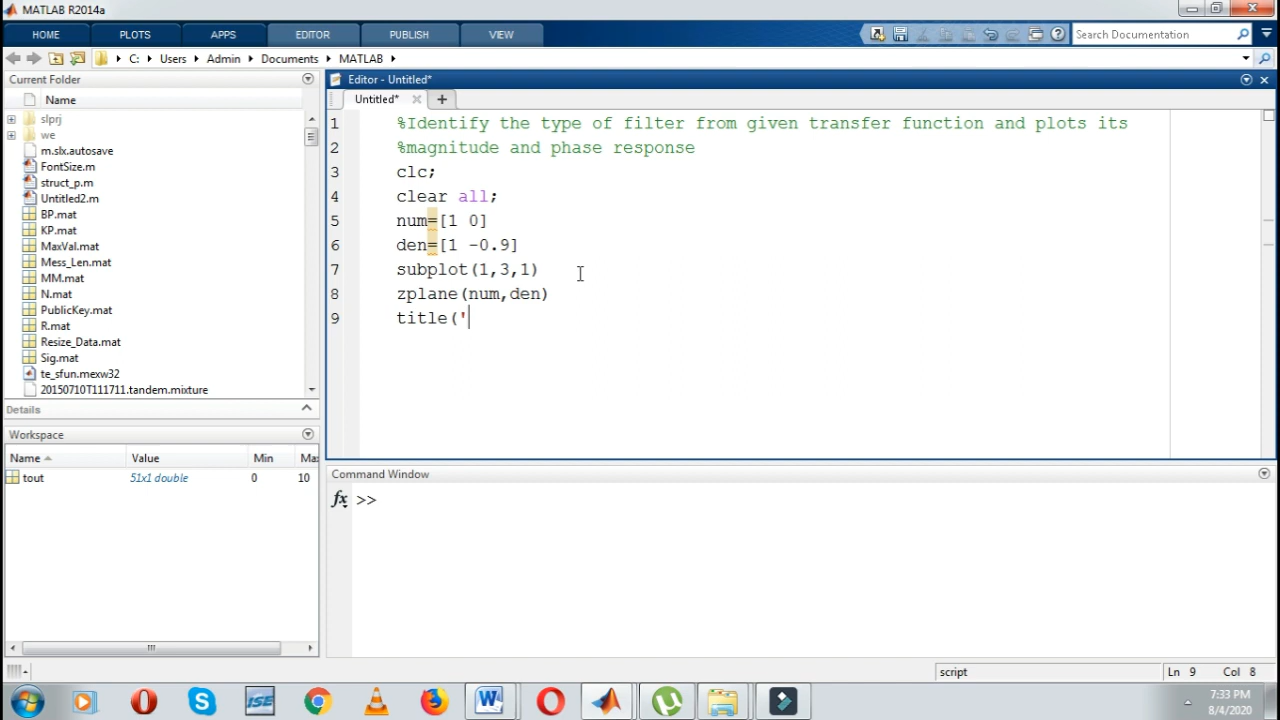 MATLAB R2014a
HOME PLOTS APPS EDITOR PUBLISH VIEW
Search Documentation
C: Users Admin Documents MATLAB
Current Folder
Name
slprj
we
m.slx.autosave
FontSize.m
struct_p.m
Untitled2.m
BP.mat
KP.mat
MaxVal.mat
Mess_Len.mat
MM.mat
N.mat
PublicKey.mat
R.mat
Resize_Data.mat
Sig.mat
te_sfun.mexw32
20150710T111711.tandem.mixture
Details
Workspace
Name Value Min Max
tout 51x1 double 0 10
Editor - Untitled*
Untitled*
1 %Identify the type of filter from given transfer function and plots its
2 %magnitude and phase response
3 clc;
4 clear all;
5 num=[1 0]
6 den=[1 -0.9]
7 subplot(1,3,1)
8 zplane(num,den)
9 title('
Command Window
fx >>
script Ln 9 Col 8
ISE
W
7:33 PM
8/4/2020